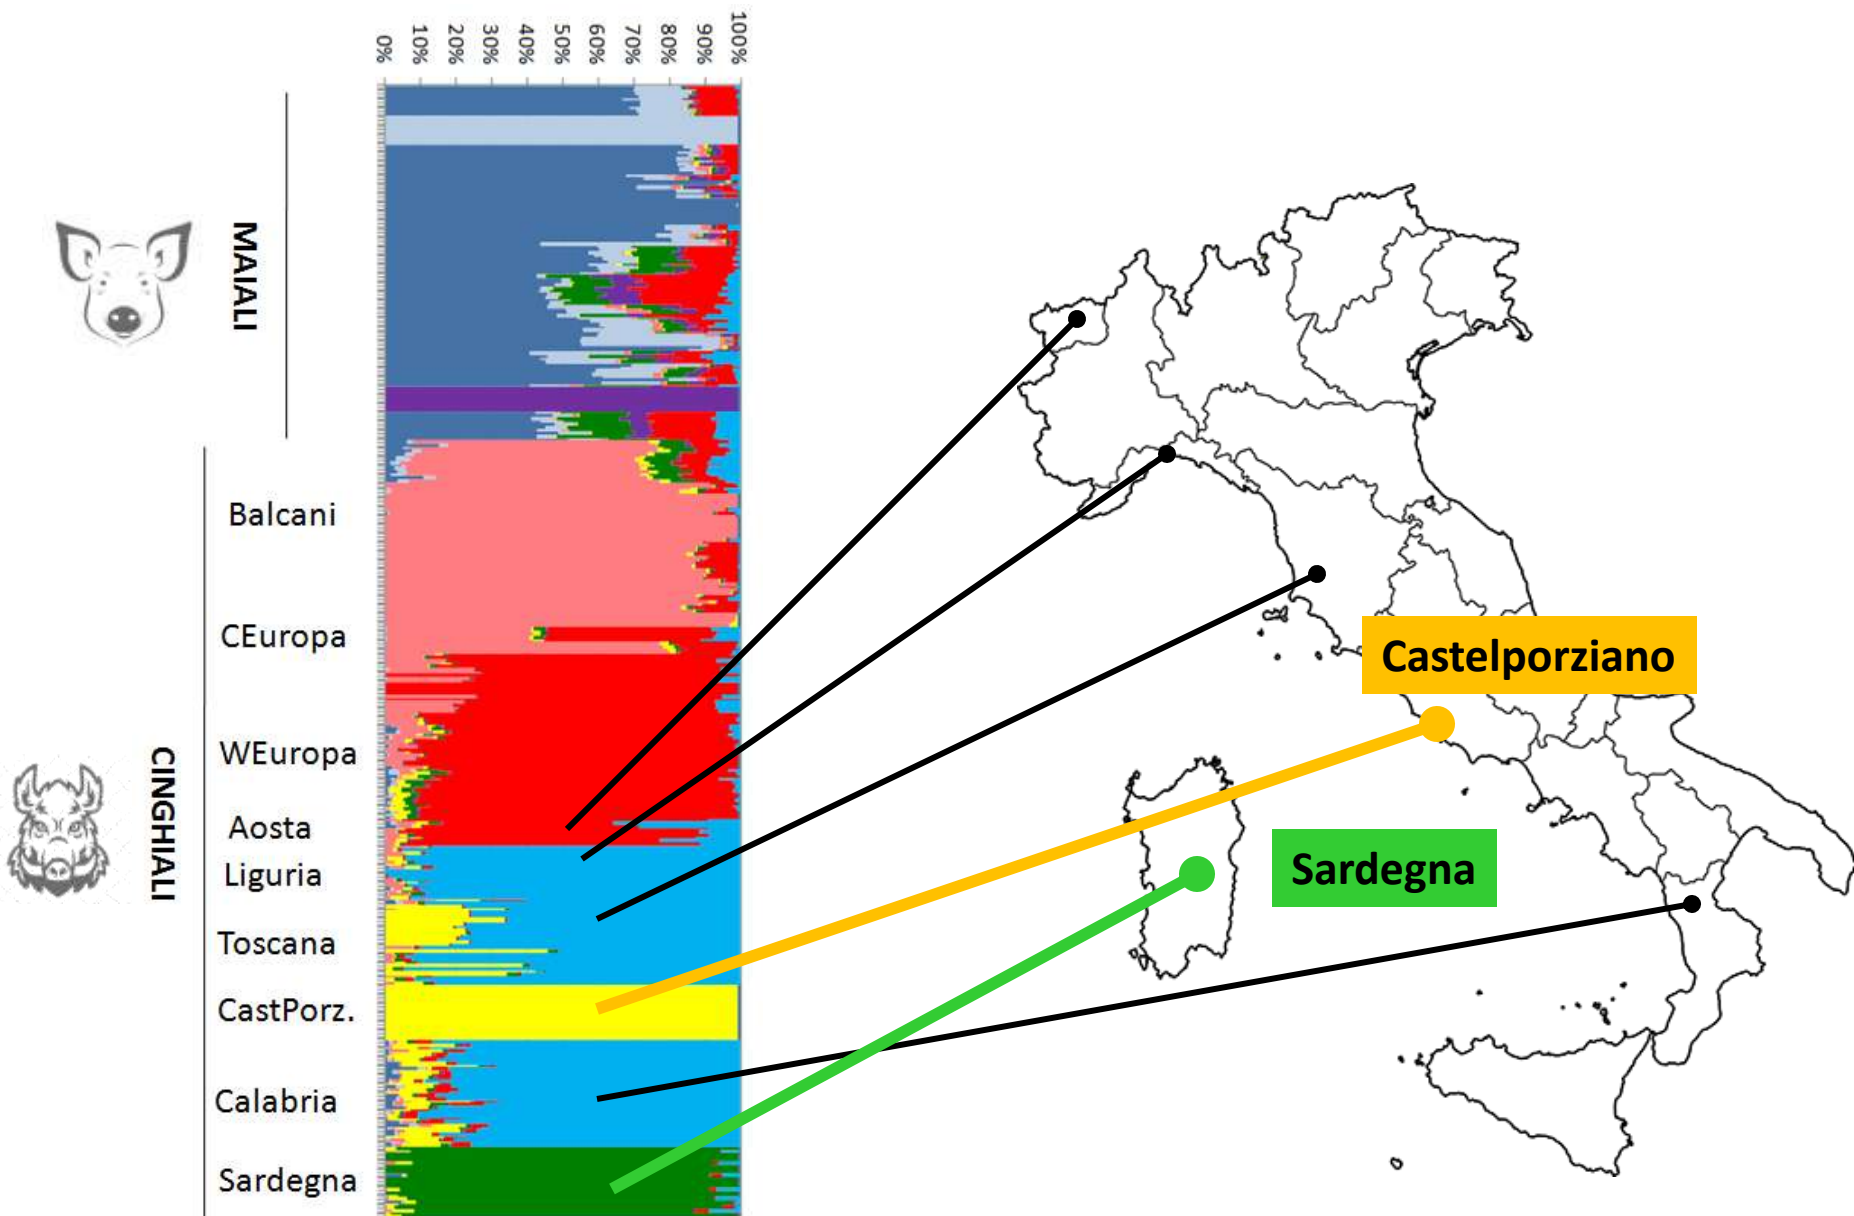 0%
10%
20%
30%
40%
50%
60%
70%
80%
90%
100%
MAIALI
CINGHIALI
Balcani
CEuropa
WEuropa
Aosta
Liguria
Toscana
CastPorz.
Calabria
Sardegna
Castelporziano
Sardegna